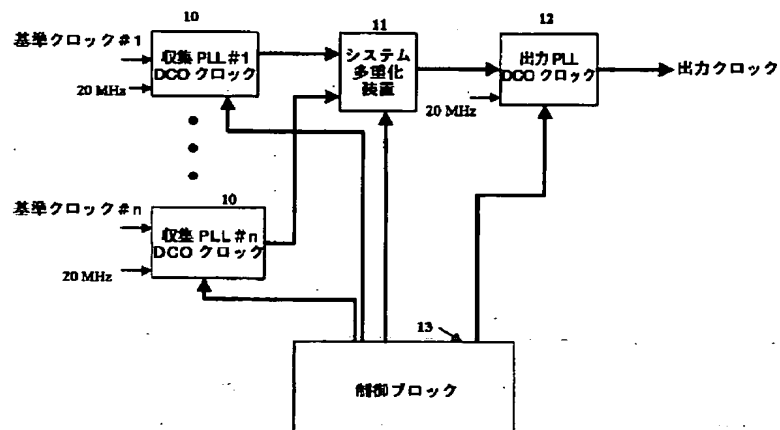 10
基準クロック#1
収集 PLL #1
DCO クロック
20 MHz
11
システム
多重化
装置
12
出力 PLL
DCO クロック
20 MHz
出力クロック
10
基準クロック#n
収集 PLL #n
DCO クロック
20 MHz
13
制御ブロック